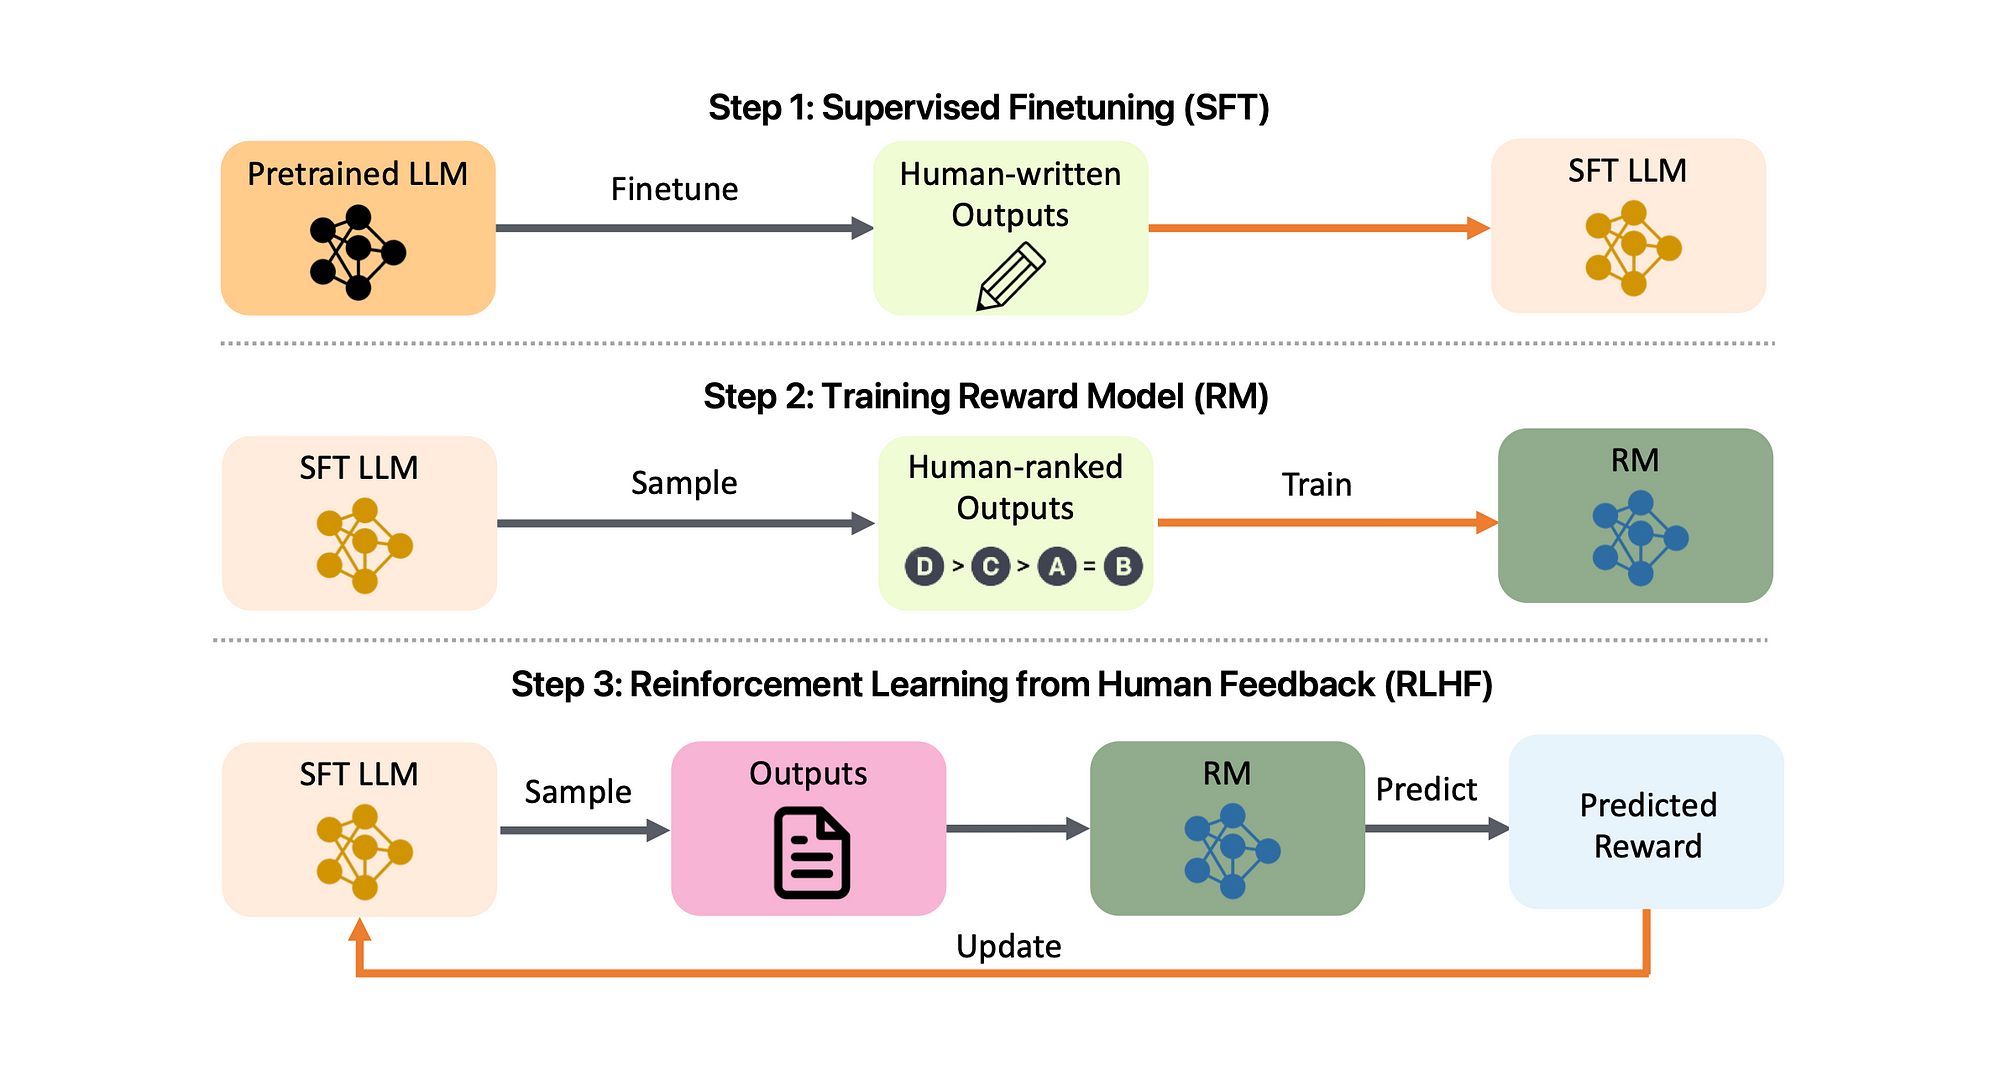 Step 1: Supervised Finetuning (SFT)
Pretrained LLM
Finetune
Human-written
Outputs
SFT LLM
Step 2: Training Reward Model (RM)
SFT LLM
Sample
Human-ranked
Outputs
D > C > A = B
Train
RM
Step 3: Reinforcement Learning from Human Feedback (RLHF)
SFT LLM
Sample
Outputs
RM
Predict
Predicted
Reward
Update